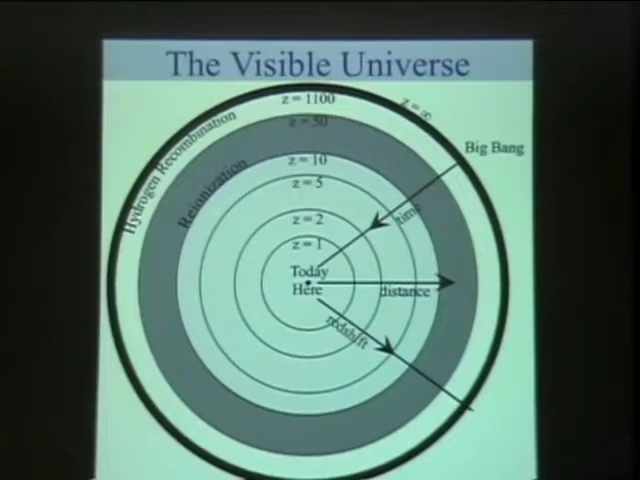 The Visible Universe
z = 1100
z = ∞
Hydrogen Recombination
z = 50
Big Bang
Reionization
z = 10
z = 5
time
z = 2
z = 1
Today
Here
distance
redshift